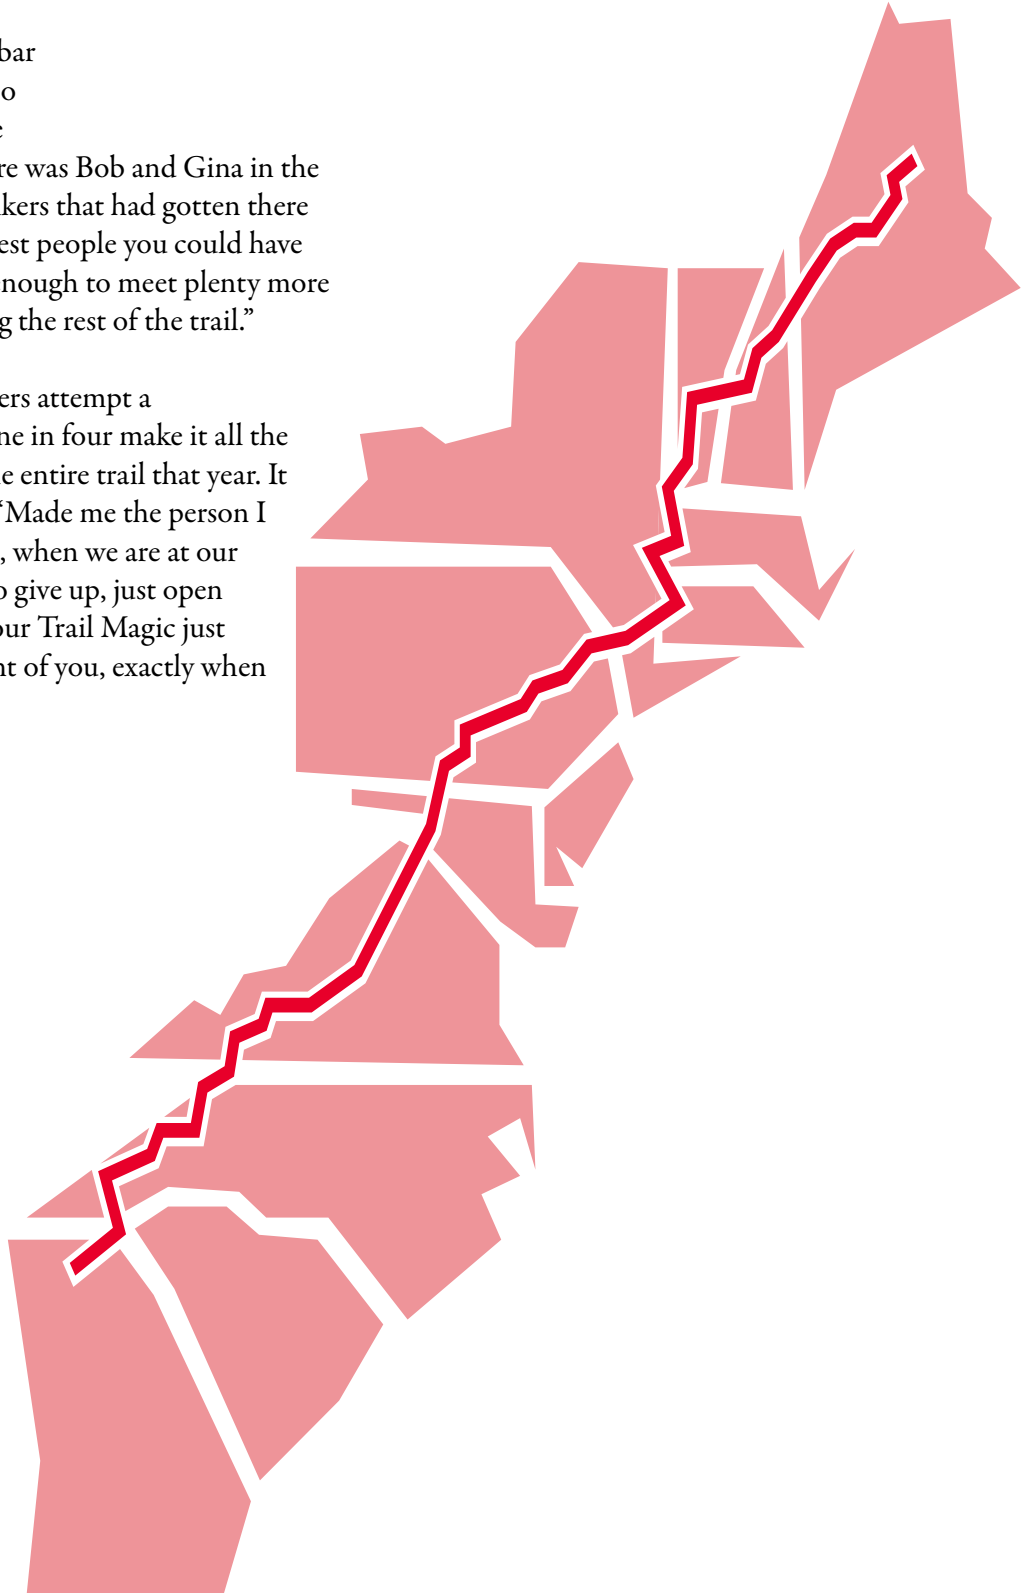 bar
o
e
re was Bob and Gina in the
kers that had gotten there
est people you could have
nough to meet plenty more
g the rest of the trail.”
ers attempt a
ne in four make it all the
e entire trail that year. It
“Made me the person I
, when we are at our
o give up, just open
our Trail Magic just
nt of you, exactly when